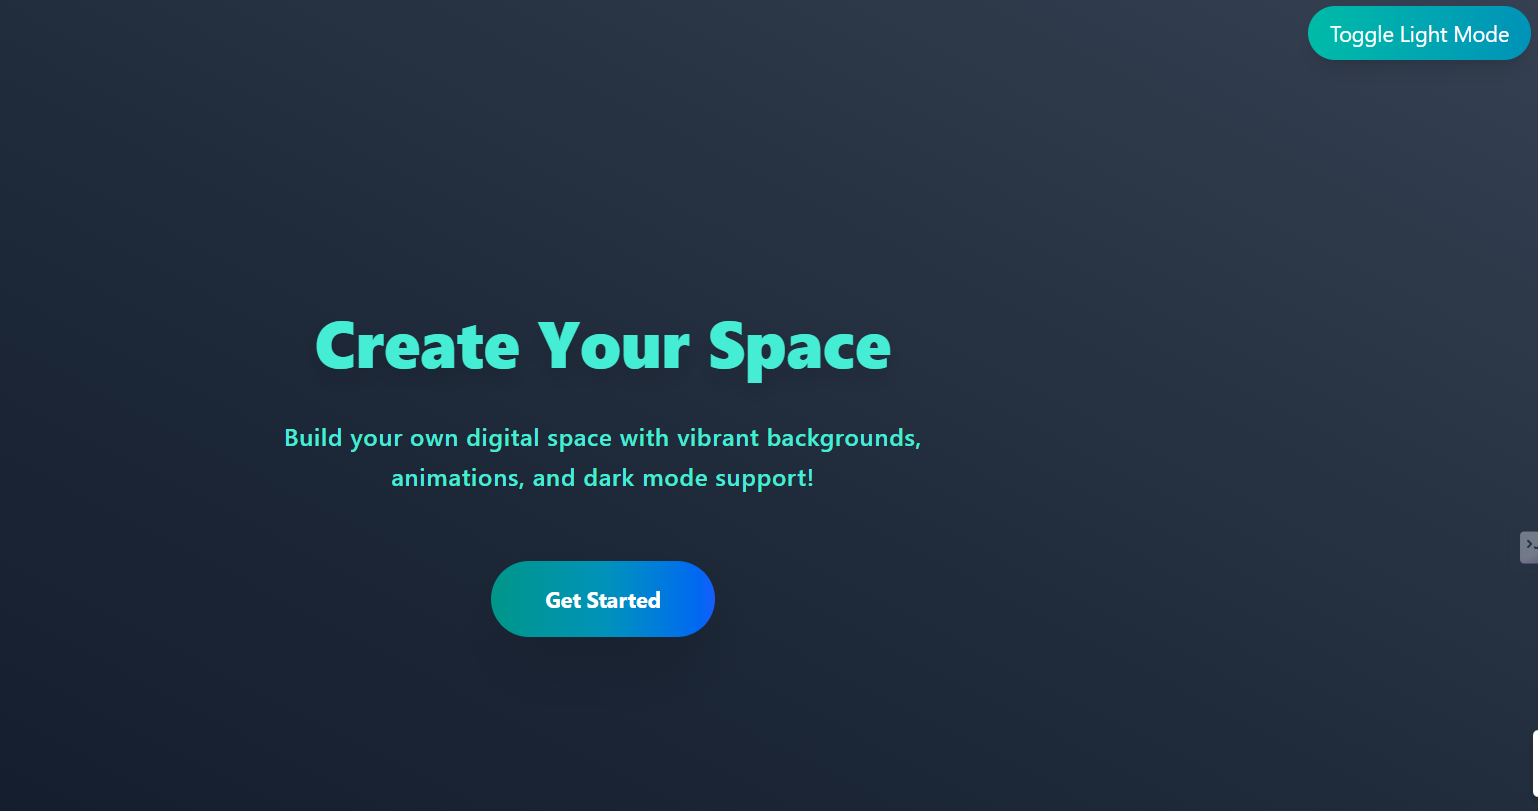 Toggle Light Mode
Create Your Space
Build your own digital space with vibrant backgrounds,
animations, and dark mode support!
Get Started